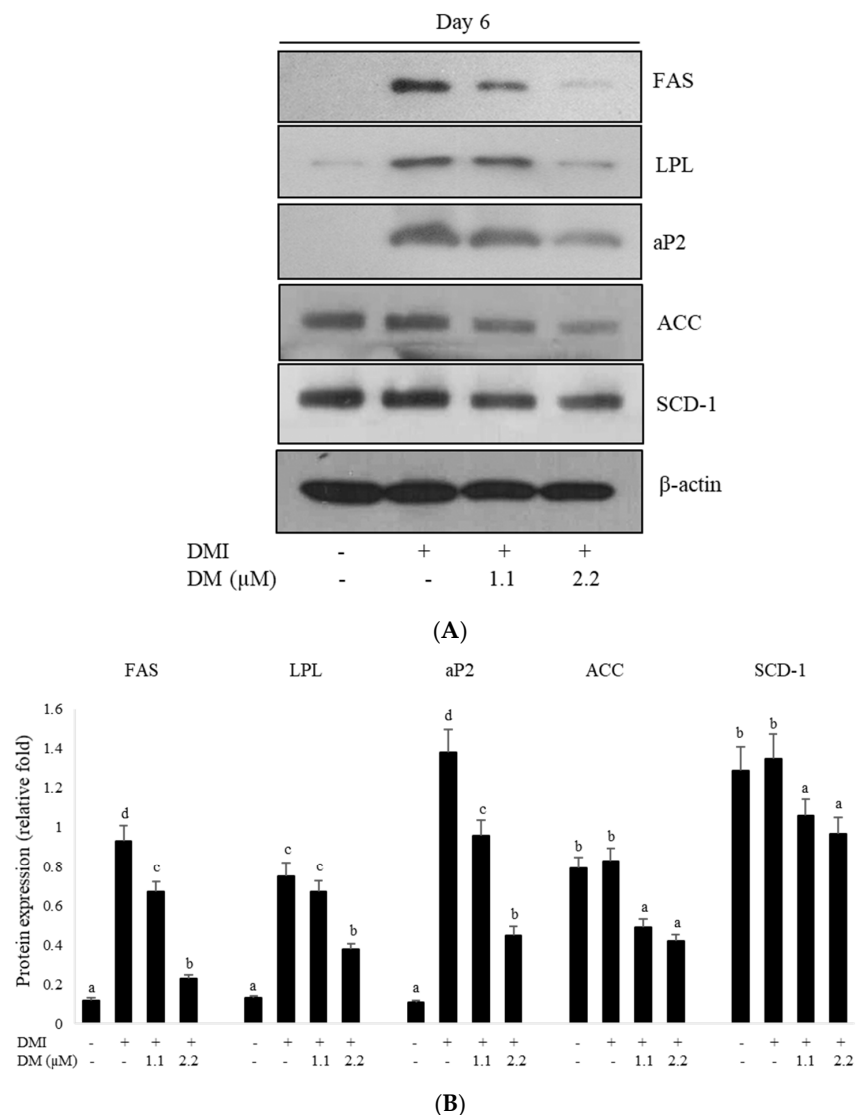 Day 6
FAS
LPL
aP2
ACC
SCD-1
β-actin
DMI - + + +
DM (μM) - - 1.1 2.2
(A)
FAS LPL aP2 ACC SCD-1
Protein expression (relative fold)
1.6
1.4
1.2
1
0.8
0.6
0.4
0.2
0
a d c b
a c c b
a d c b
b b a a
b b a a
DMI - + + + - + + + - + + + - + + + - + + +
DM (μM) - - 1.1 2.2 - - 1.1 2.2 - - 1.1 2.2 - - 1.1 2.2 - - 1.1 2.2
(B)